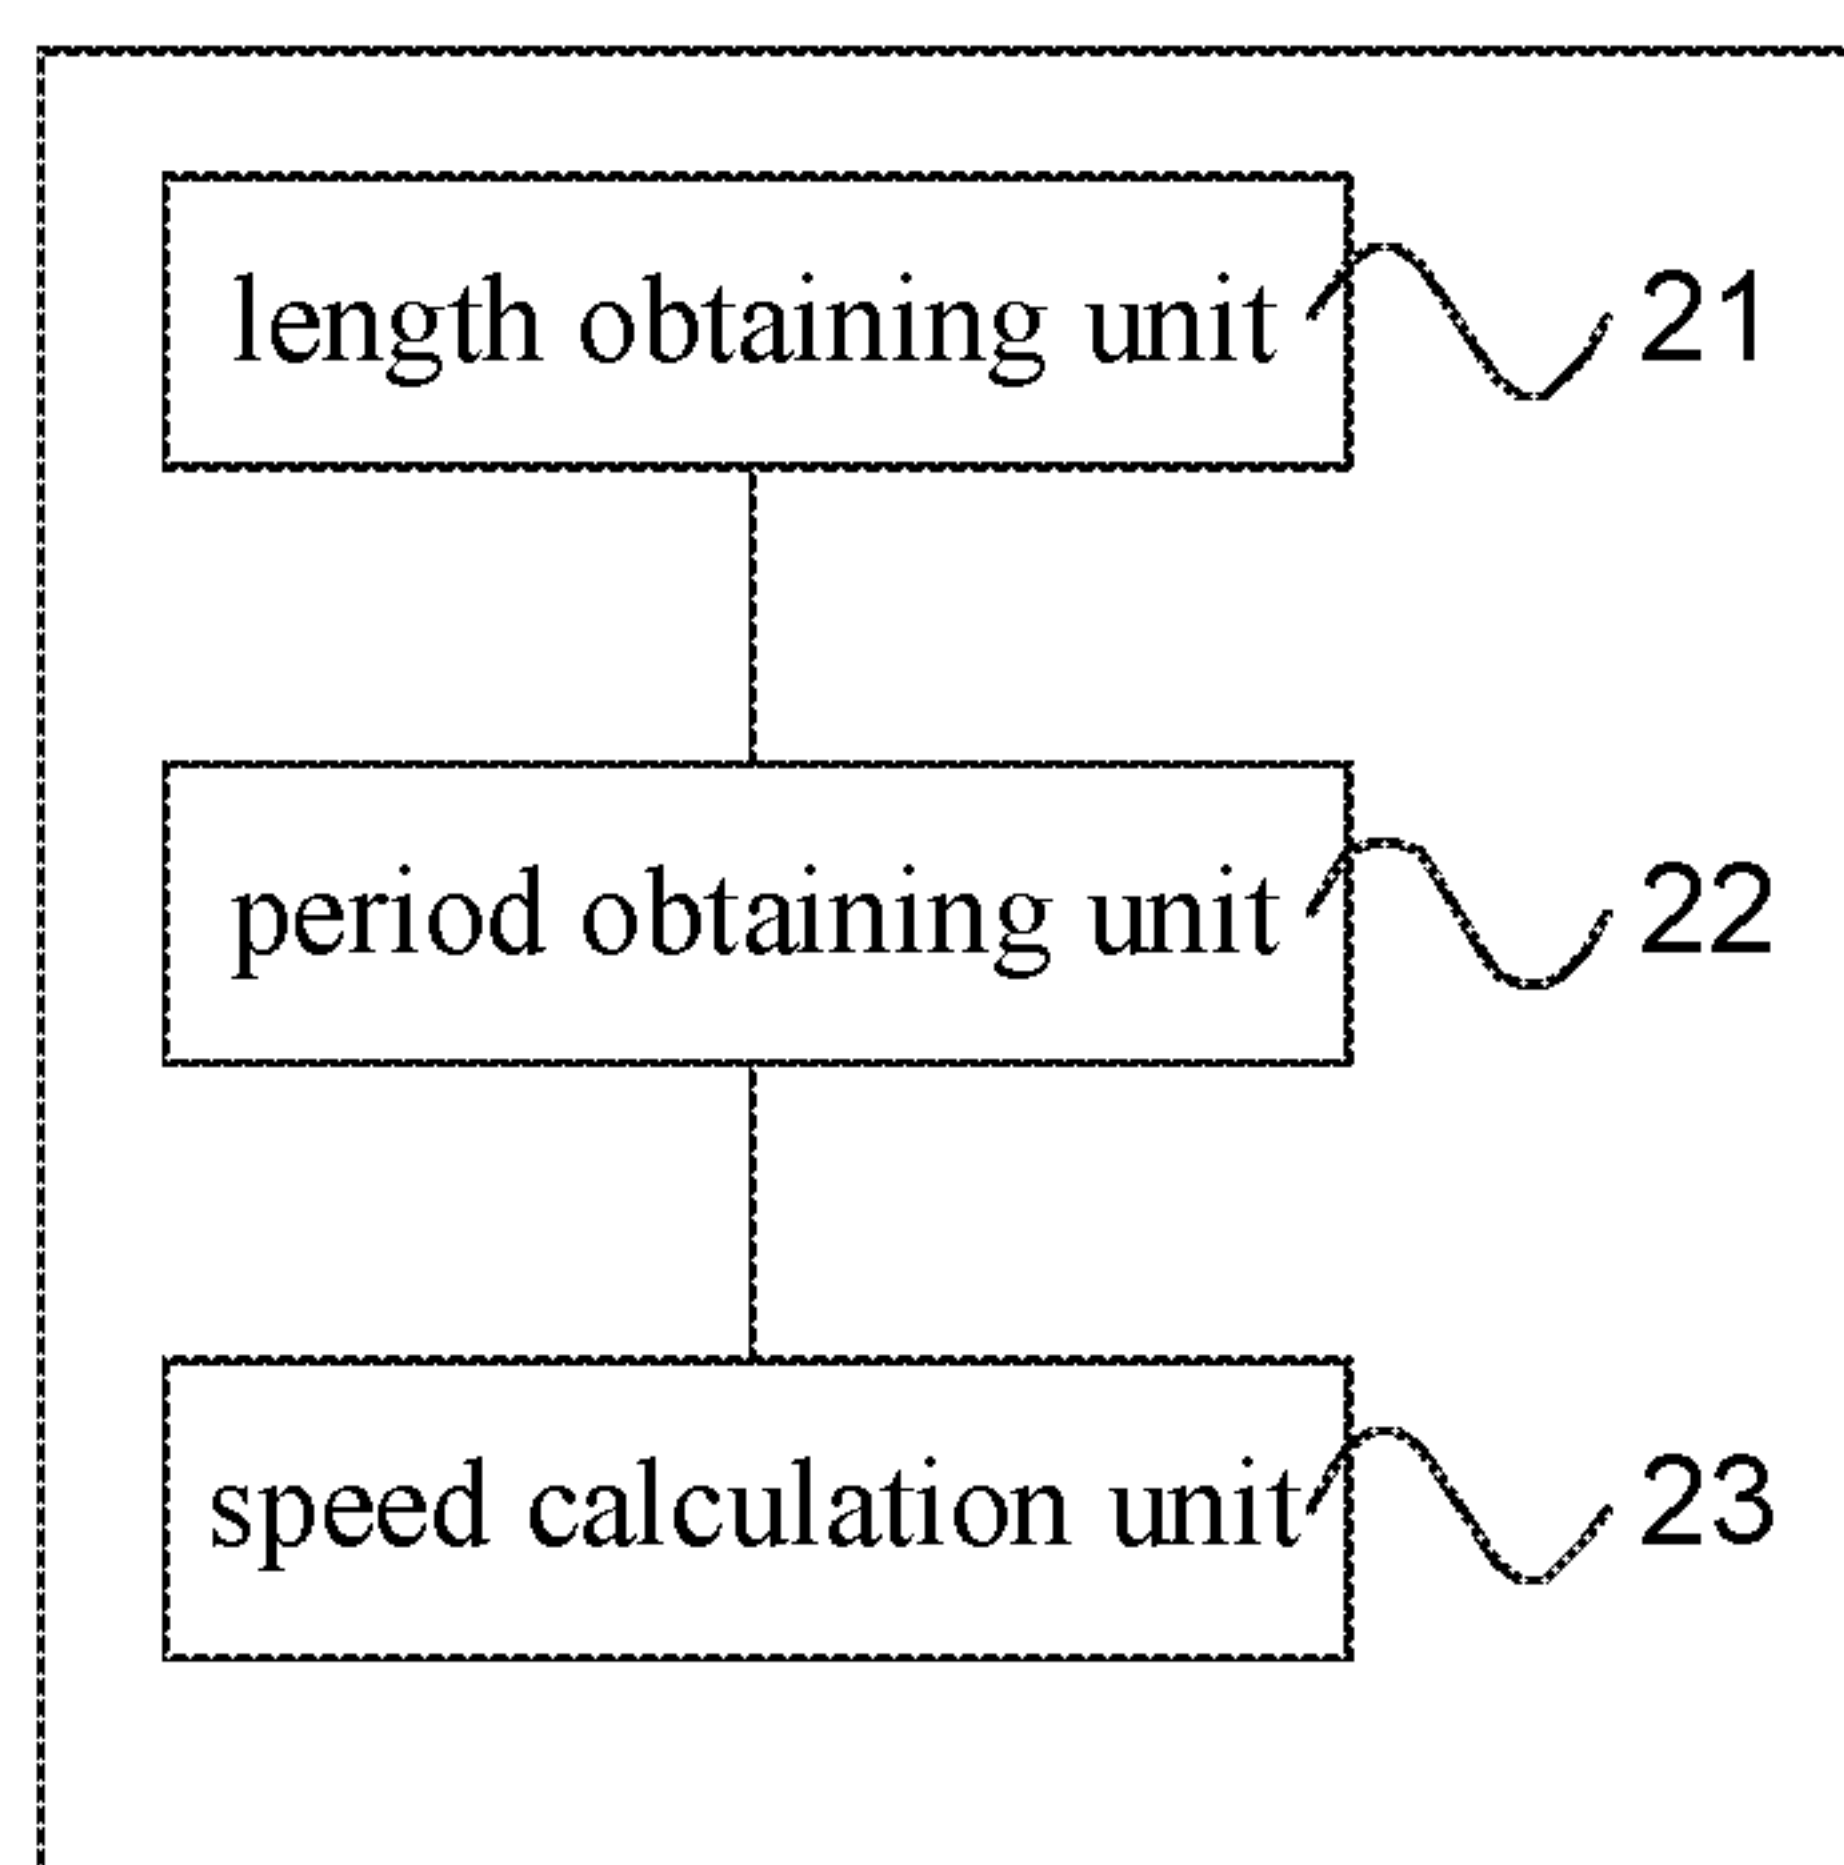 length obtaining unit 21
period obtaining unit 22
speed calculation unit 23